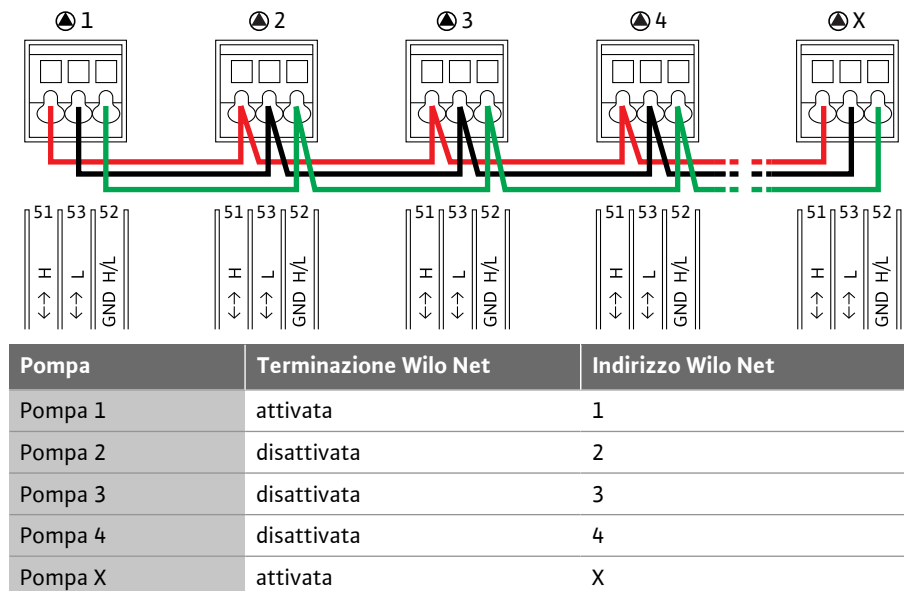 1 2 3 4 X
51 53 52 51 53 52 51 53 52 51 53 52 51 53 52
H L GND H/L H L GND H/L H L GND H/L H L GND H/L H L GND H/L
Pompa Terminazione Wilo Net Indirizzo Wilo Net
Pompa 1 attivata 1
Pompa 2 disattivata 2
Pompa 3 disattivata 3
Pompa 4 disattivata 4
Pompa X attivata X